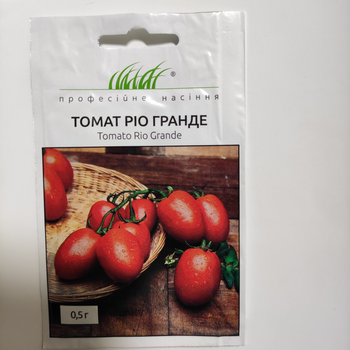 ®
професійне насіння
ТОМАТ РІО ГРАНДЕ
Tomato Rio Grande
0,5 г